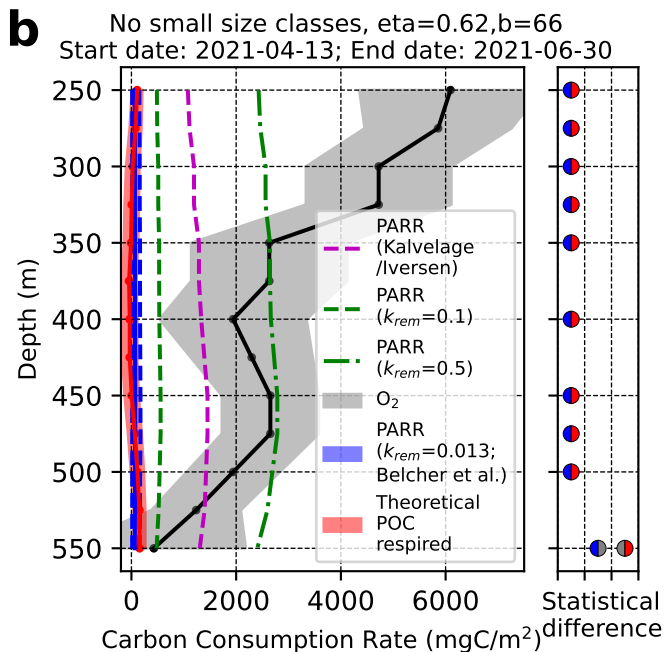 b
No small size classes, eta=0.62,b=66
Start date: 2021-04-13; End date: 2021-06-30
250
300
350
400
450
500
550
Depth (m)
PARR
(Kalvelage
/Iversen)
PARR
(k_rem=0.1)
PARR
(k_rem=0.5)
O₂
PARR
(k_rem=0.013;
Belcher et al.)
Theoretical
POC
respired
0 2000 4000 6000
Carbon Consumption Rate (mgC/m²)
Statistical
difference